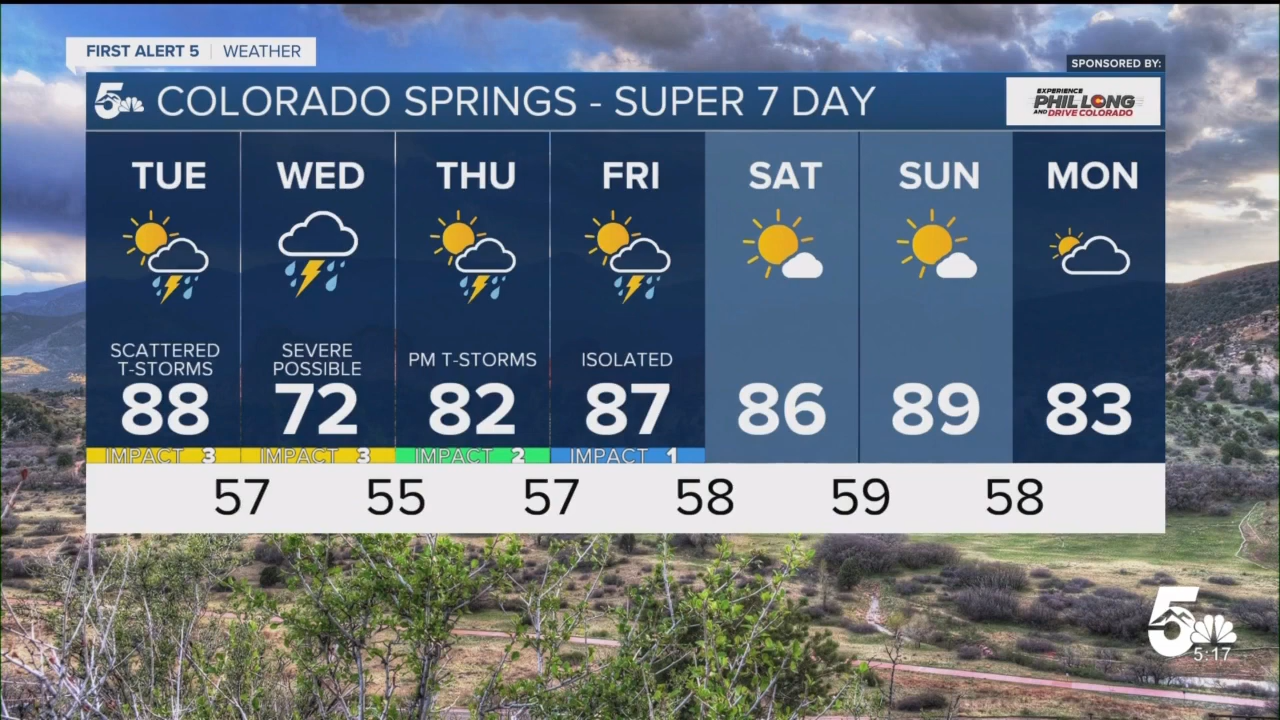 FIRST ALERT 5 | WEATHER
SPONSORED BY:
5 COLORADO SPRINGS - SUPER 7 DAY
EXPERIENCE
PHIL LONG
AND DRIVE COLORADO
TUE WED THU FRI SAT SUN MON
SCATTERED
T-STORMS
SEVERE
POSSIBLE
PM T-STORMS
ISOLATED
88 72 82 87 86 89 83
IMPACT 3 IMPACT 3 IMPACT 2 IMPACT 1
57 55 57 58 59 58
5
5:17